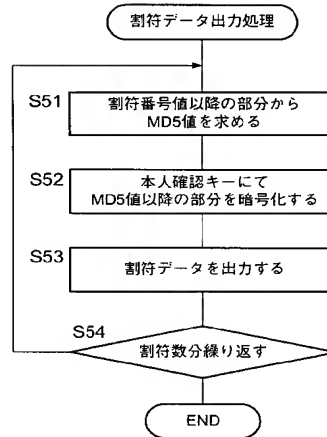 割符データ出力処理
S51
割符番号値以降の部分から
MD5値を求める
S52
本人確認キーにて
MD5値以降の部分を暗号化する
S53
割符データを出力する
S54
割符数分繰り返す
END